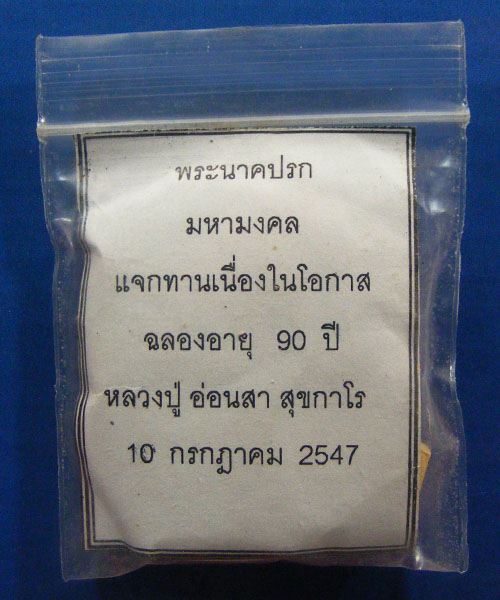 พระนาคปรก
มหามงคล
แจกทานเนื่องในโอกาส
ฉลองอายุ 90 ปี
หลวงปู่ อ่อนสา สุขกาโร
10 กรกฎาคม 2547